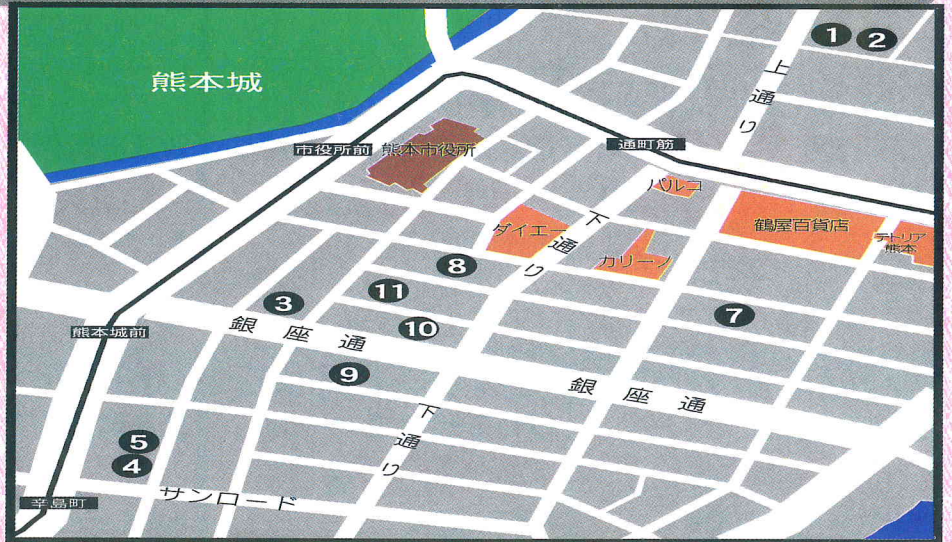 1 2
熊本城
上通り
市役所前
熊本市役所
通町筋
パルコ
ダイエー
下通り
カリーノ
鶴屋百貨店
テトリア
熊本
8
11
3
10
7
熊本城前
銀座通
9
銀座通
下通り
5
4
サンロード
辛島町